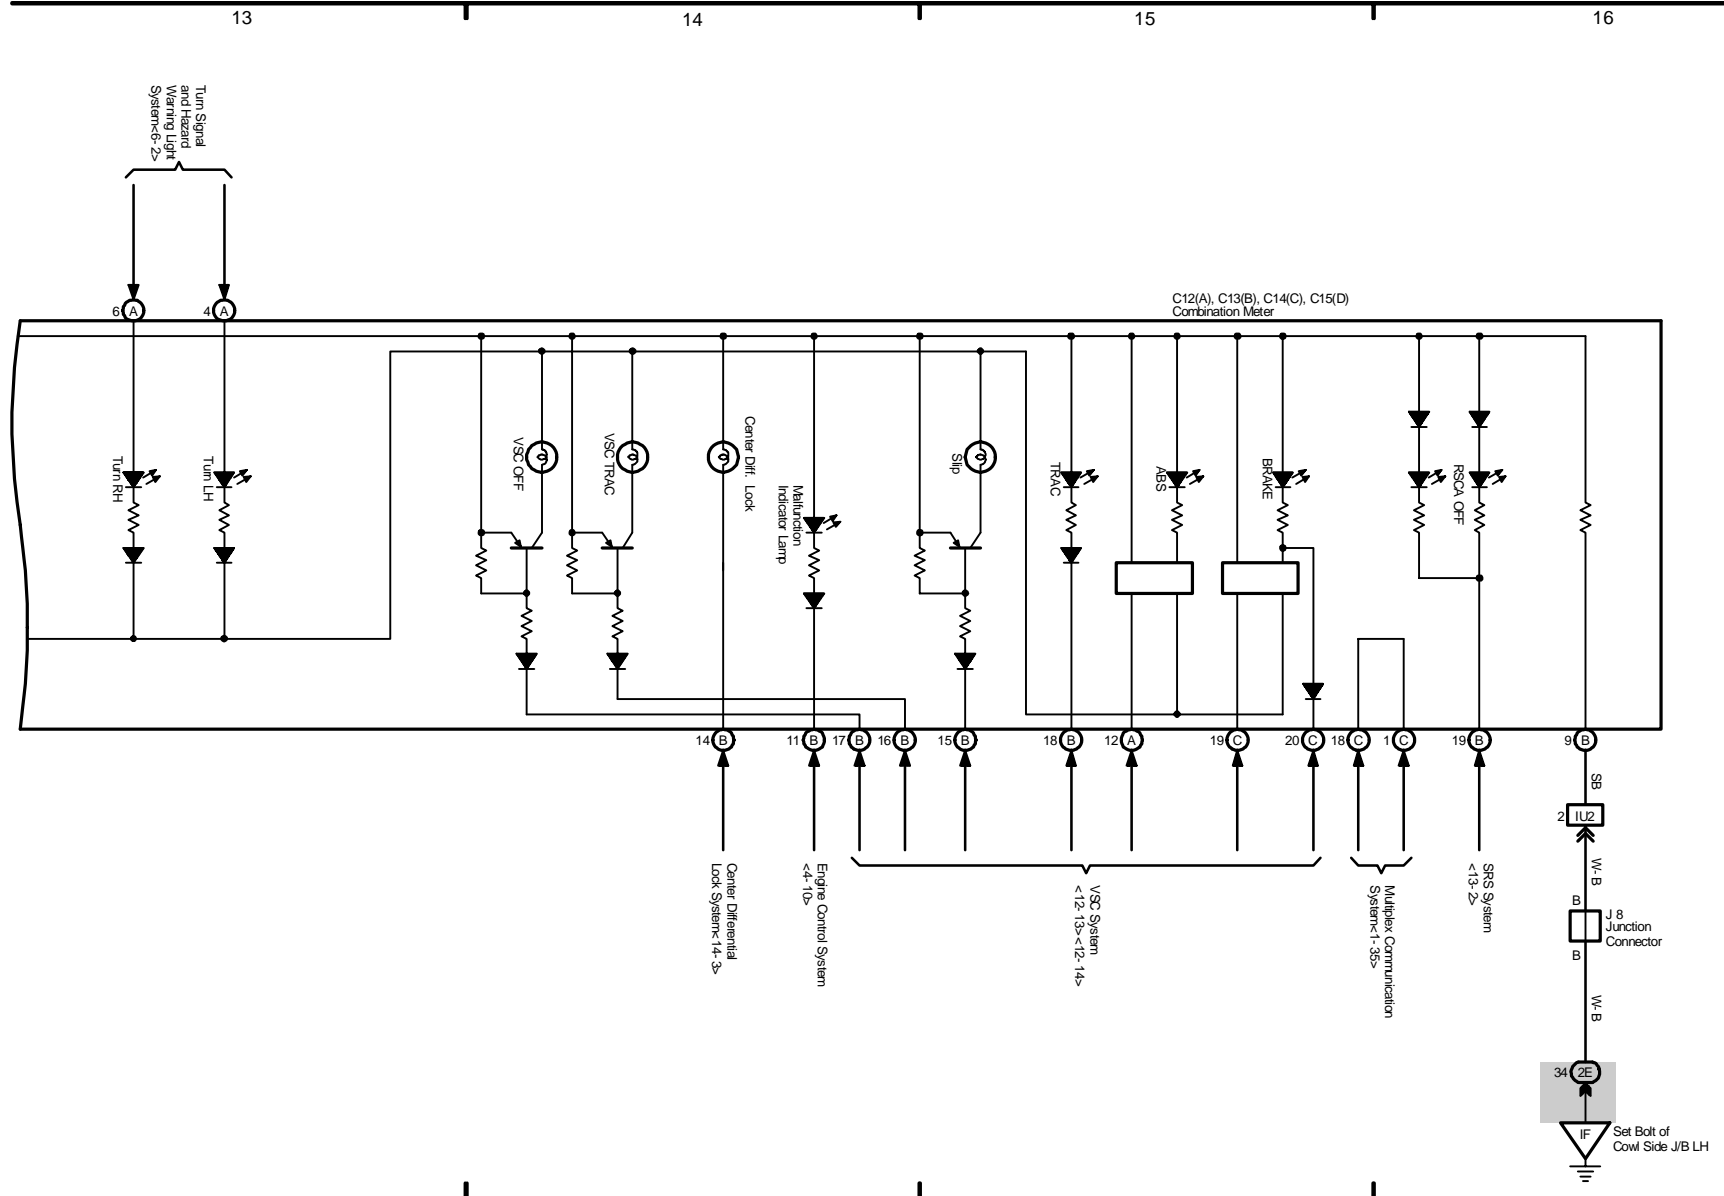 13
14
15
16
Turn Signal
and Hazard
Warning Light
System<6- 2>
6 A
4 A
C12(A), C13(B), C14(C), C15(D)
Combination Meter
Turn RH
Turn LH
VSC OFF
VSC TRAC
Center Diff. Lock
Malfunction
Indicator Lamp
Slip
TRAC
ABS
BRAKE
RSCA OFF
14 B
11 B
17 B
16 B
15 B
18 B
12 A
19 C
20 C
18 C
1 C
19 B
9 B
Center Differential
Lock System<14- 3>
Engine Control System
<4- 10>
VSC System
<12- 13><12- 14>
Multiplex Communication
System<1- 35>
SRS System
<13- 2>
SB
2 IU2
W- B
B
J 8
Junction
Connector
B
W- B
34 2E
IF
Set Bolt of
Cowl Side J/B LH